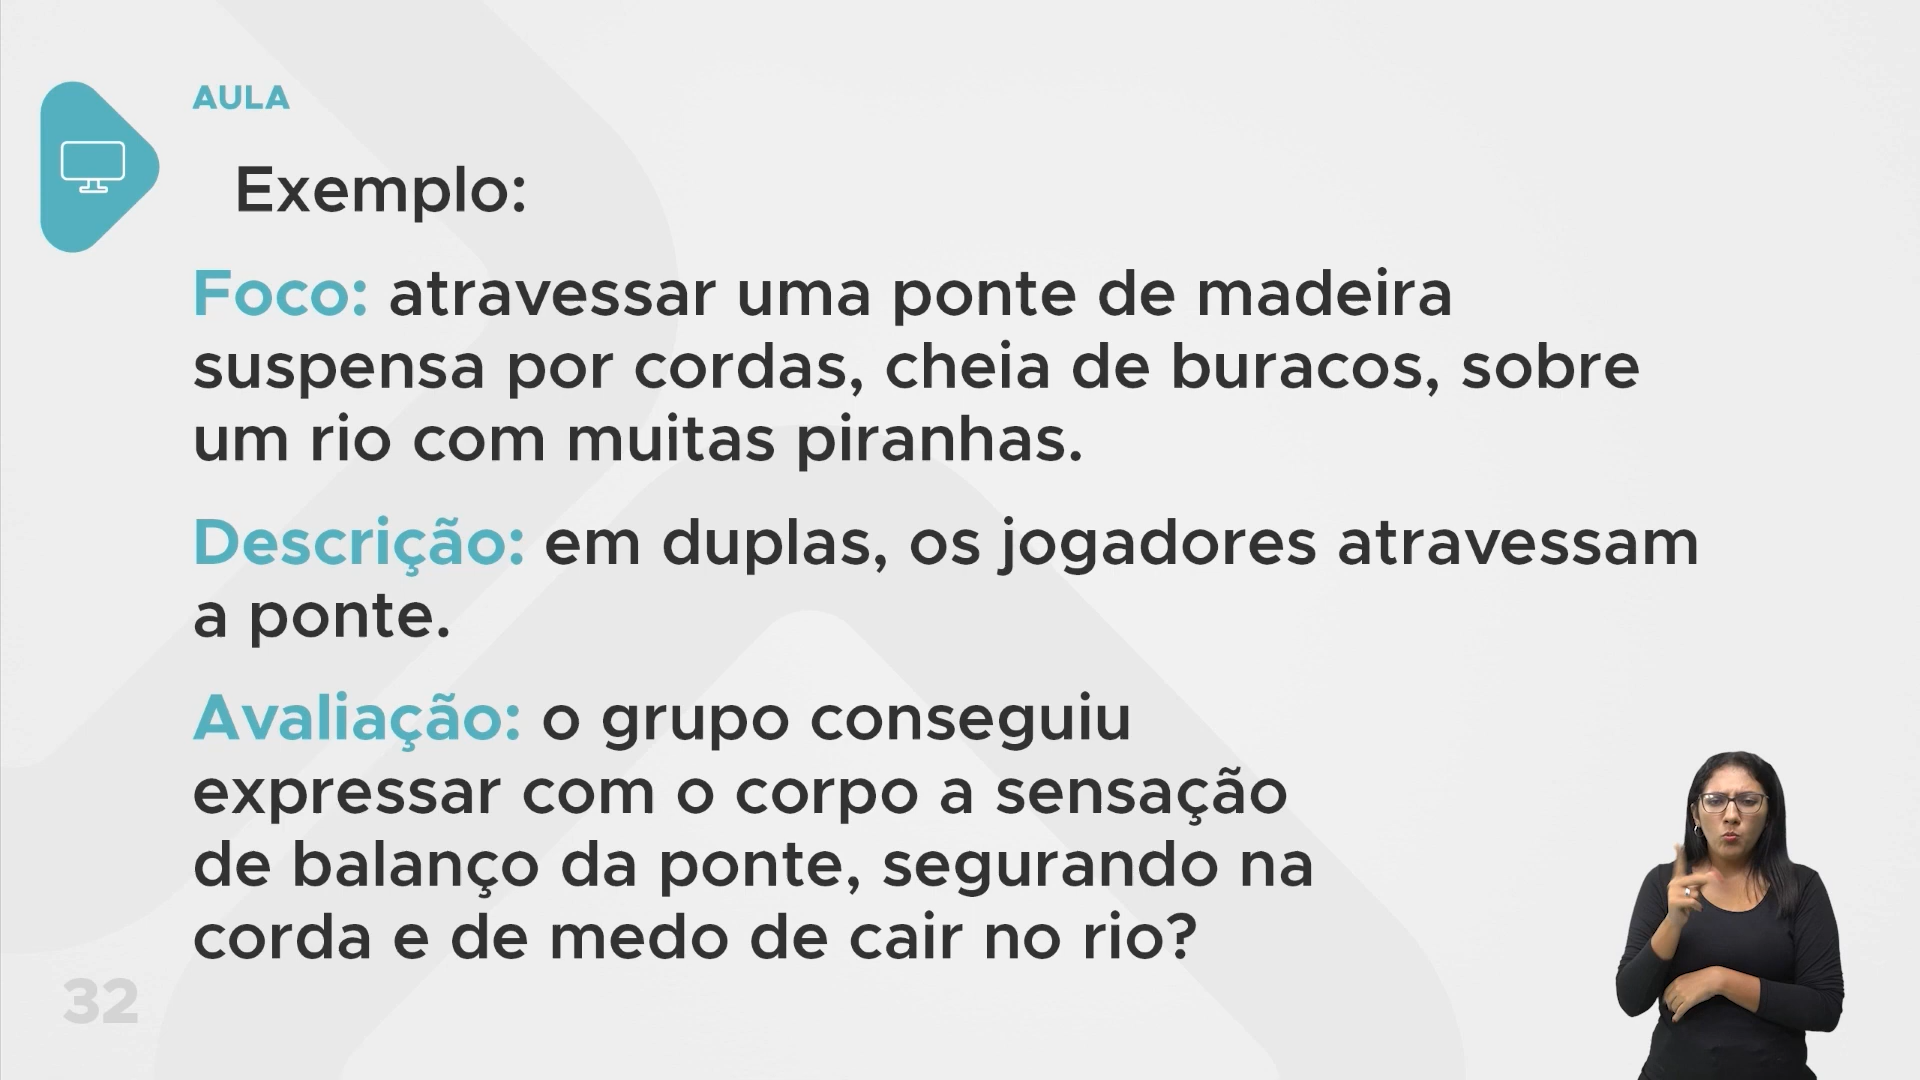 AULA
Exemplo:
Foco: atravessar uma ponte de madeira
suspensa por cordas, cheia de buracos, sobre
um rio com muitas piranhas.
Descrição: em duplas, os jogadores atravessam
a ponte.
Avaliação: o grupo conseguiu
expressar com o corpo a sensação
de balanço da ponte, segurando na
corda e de medo de cair no rio?
32